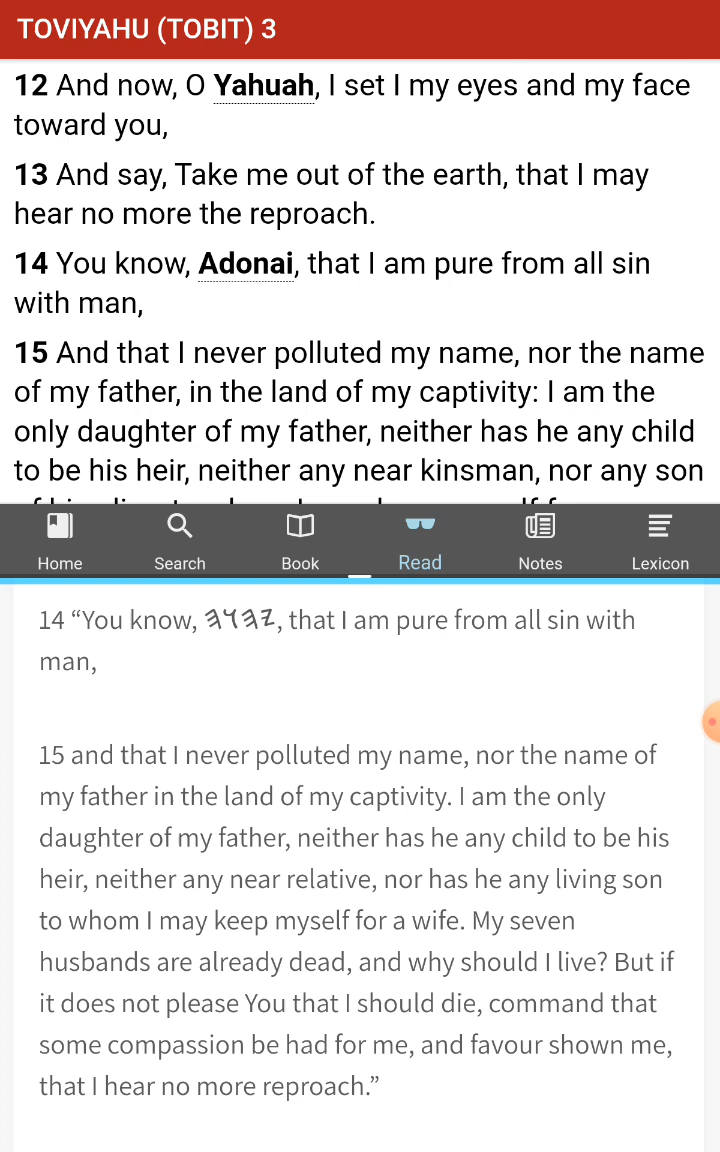 TOVIYAHU (TOBIT) 3
12 And now, O Yahuah, I set I my eyes and my face
toward you,
13 And say, Take me out of the earth, that I may
hear no more the reproach.
14 You know, Adonai, that I am pure from all sin
with man,
15 And that I never polluted my name, nor the name
of my father, in the land of my captivity: I am the
only daughter of my father, neither has he any child
to be his heir, neither any near kinsman, nor any son
Home Search Book Read Notes Lexicon
14 “You know, 𐤉𐤄𐤅𐤄, that I am pure from all sin with
man,
15 and that I never polluted my name, nor the name of
my father in the land of my captivity. I am the only
daughter of my father, neither has he any child to be his
heir, neither any near relative, nor has he any living son
to whom I may keep myself for a wife. My seven
husbands are already dead, and why should I live? But if
it does not please You that I should die, command that
some compassion be had for me, and favour shown me,
that I hear no more reproach.”